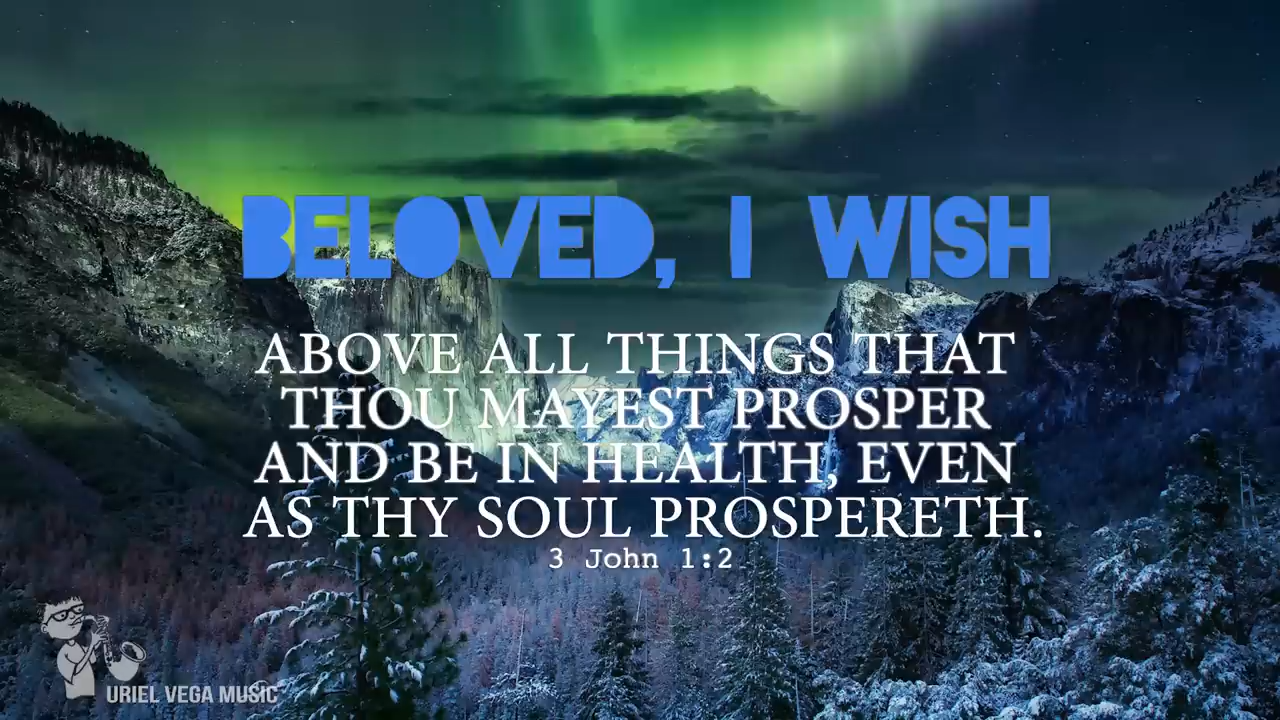 BELOVED, I WISH
ABOVE ALL THINGS THAT
THOU MAYEST PROSPER
AND BE IN HEALTH, EVEN
AS THY SOUL PROSPERETH.
3 John 1:2
URIEL VEGA MUSIC